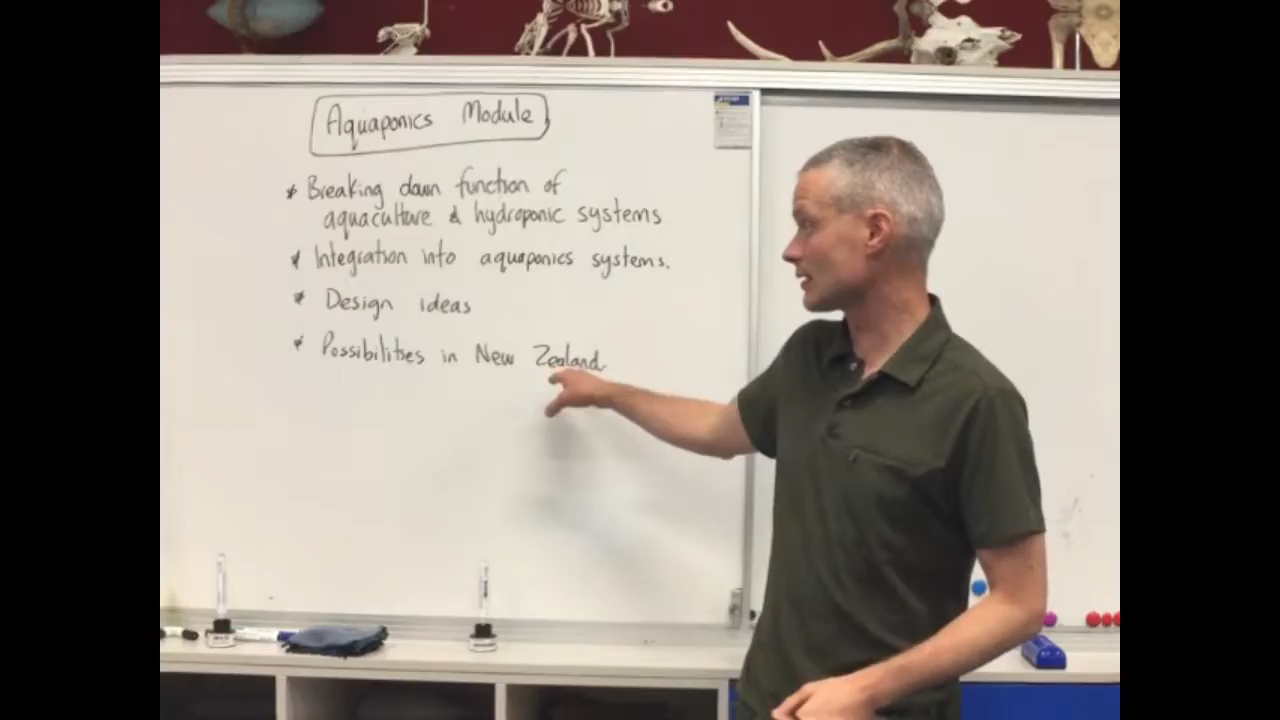 Aquaponics Module
* Breaking down function of
aquaculture & hydroponic systems
* Integration into aquaponics systems.
* Design ideas
* Possibilities in New Zealand.